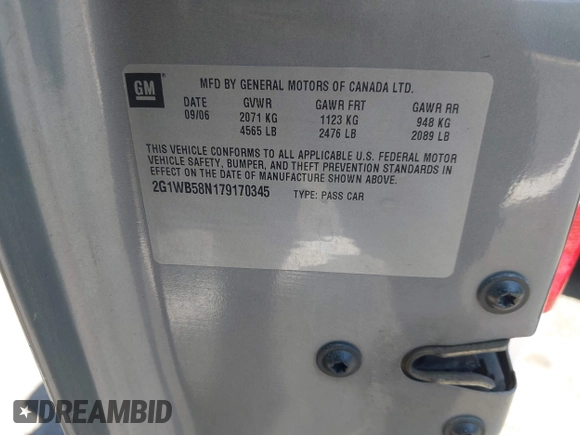 GM
MFD BY GENERAL MOTORS OF CANADA LTD.
DATE GVWR GAWR FRT GAWR RR
09/06 2071 KG 1123 KG 948 KG
4565 LB 2476 LB 2089 LB
THIS VEHICLE CONFORMS TO ALL APPLICABLE U.S. FEDERAL MOTOR
VEHICLE SAFETY, BUMPER, AND THEFT PREVENTION STANDARDS IN
EFFECT ON THE DATE OF MANUFACTURE SHOWN ABOVE.
2G1WB58N179170345 TYPE: PASS CAR
DREAMBID